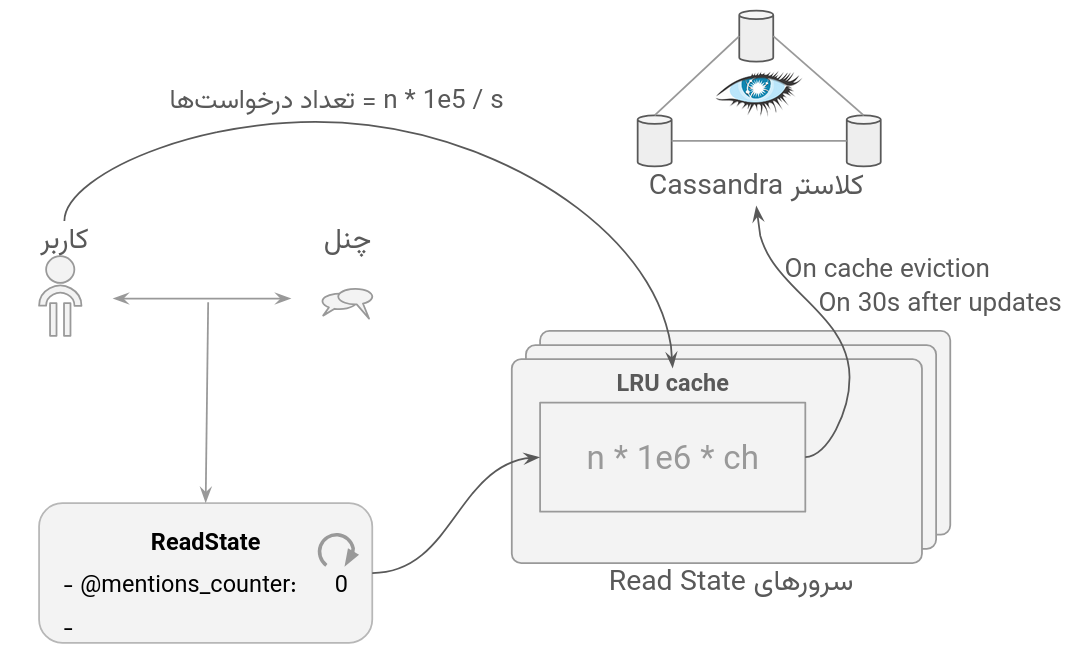 تعداد درخواست‌ها = n * 1e5 / s
کلاستر Cassandra
کاربر
چنل
On cache eviction
On 30s after updates
LRU cache
n * 1e6 * ch
ReadState
- @mentions_counter: 0
-
سرورهای Read State